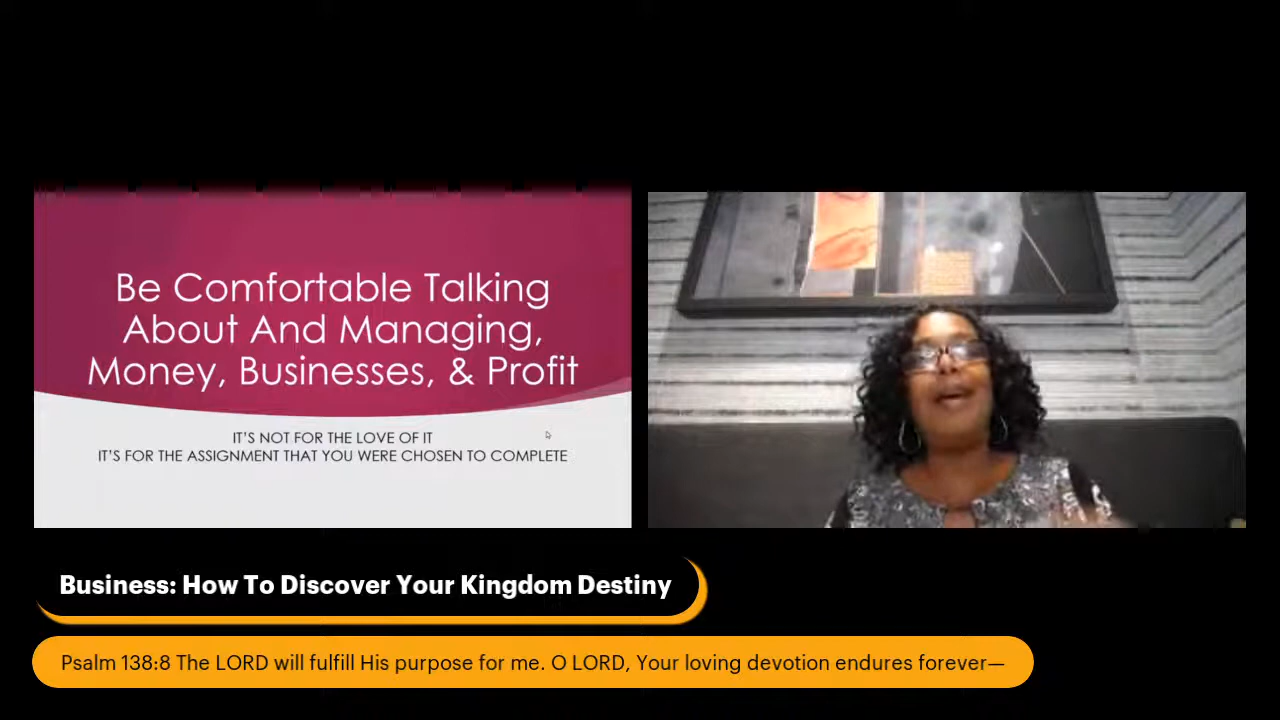 Be Comfortable Talking
About And Managing,
Money, Businesses, & Profit
IT'S NOT FOR THE LOVE OF IT
IT'S FOR THE ASSIGNMENT THAT YOU WERE CHOSEN TO COMPLETE
Business: How To Discover Your Kingdom Destiny
Psalm 138:8 The LORD will fulfill His purpose for me. O LORD, Your loving devotion endures forever—